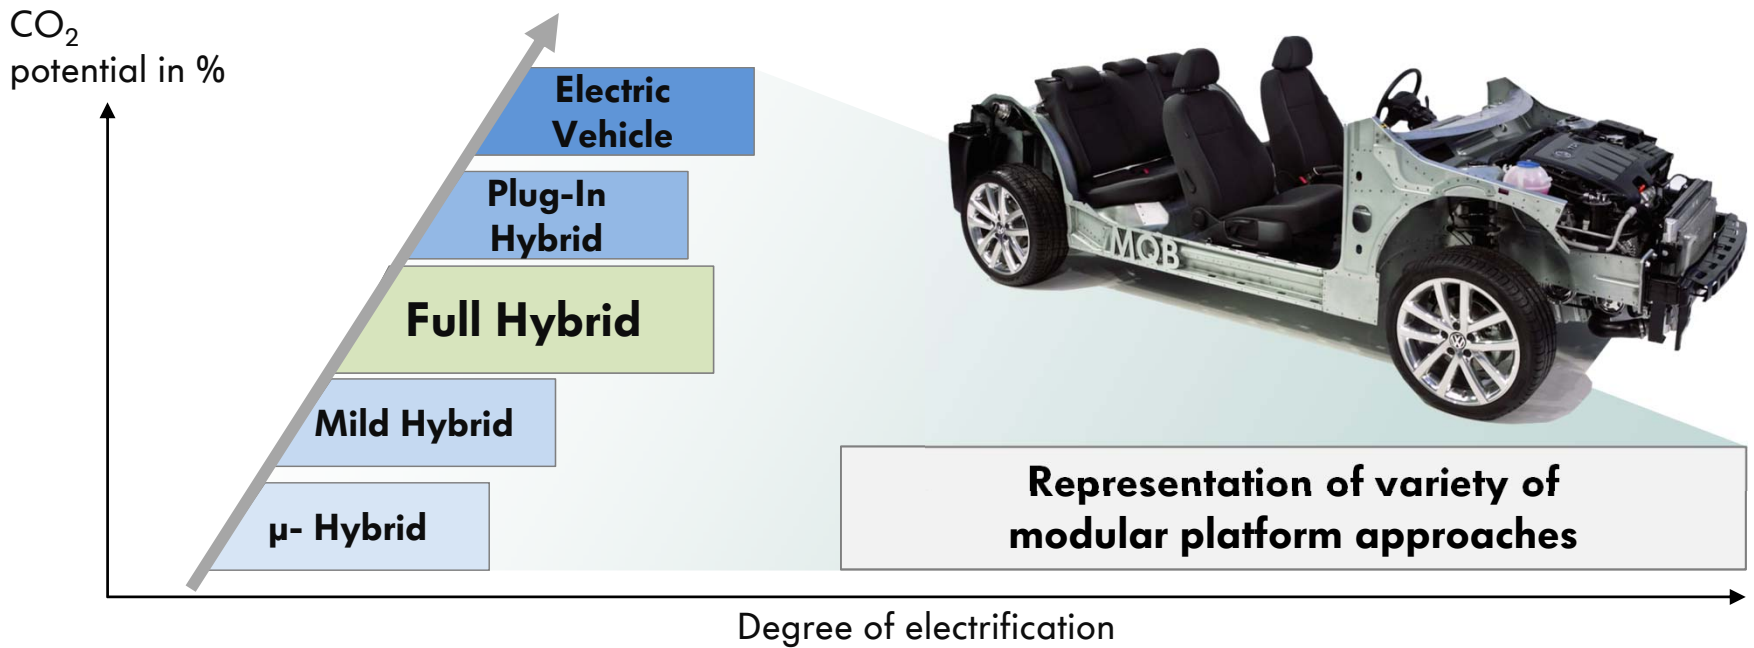 CO₂
potential in %
Electric
Vehicle
Plug-In
Hybrid
Full Hybrid
Mild Hybrid
µ- Hybrid
MQB
Representation of variety of
modular platform approaches
Degree of electrification